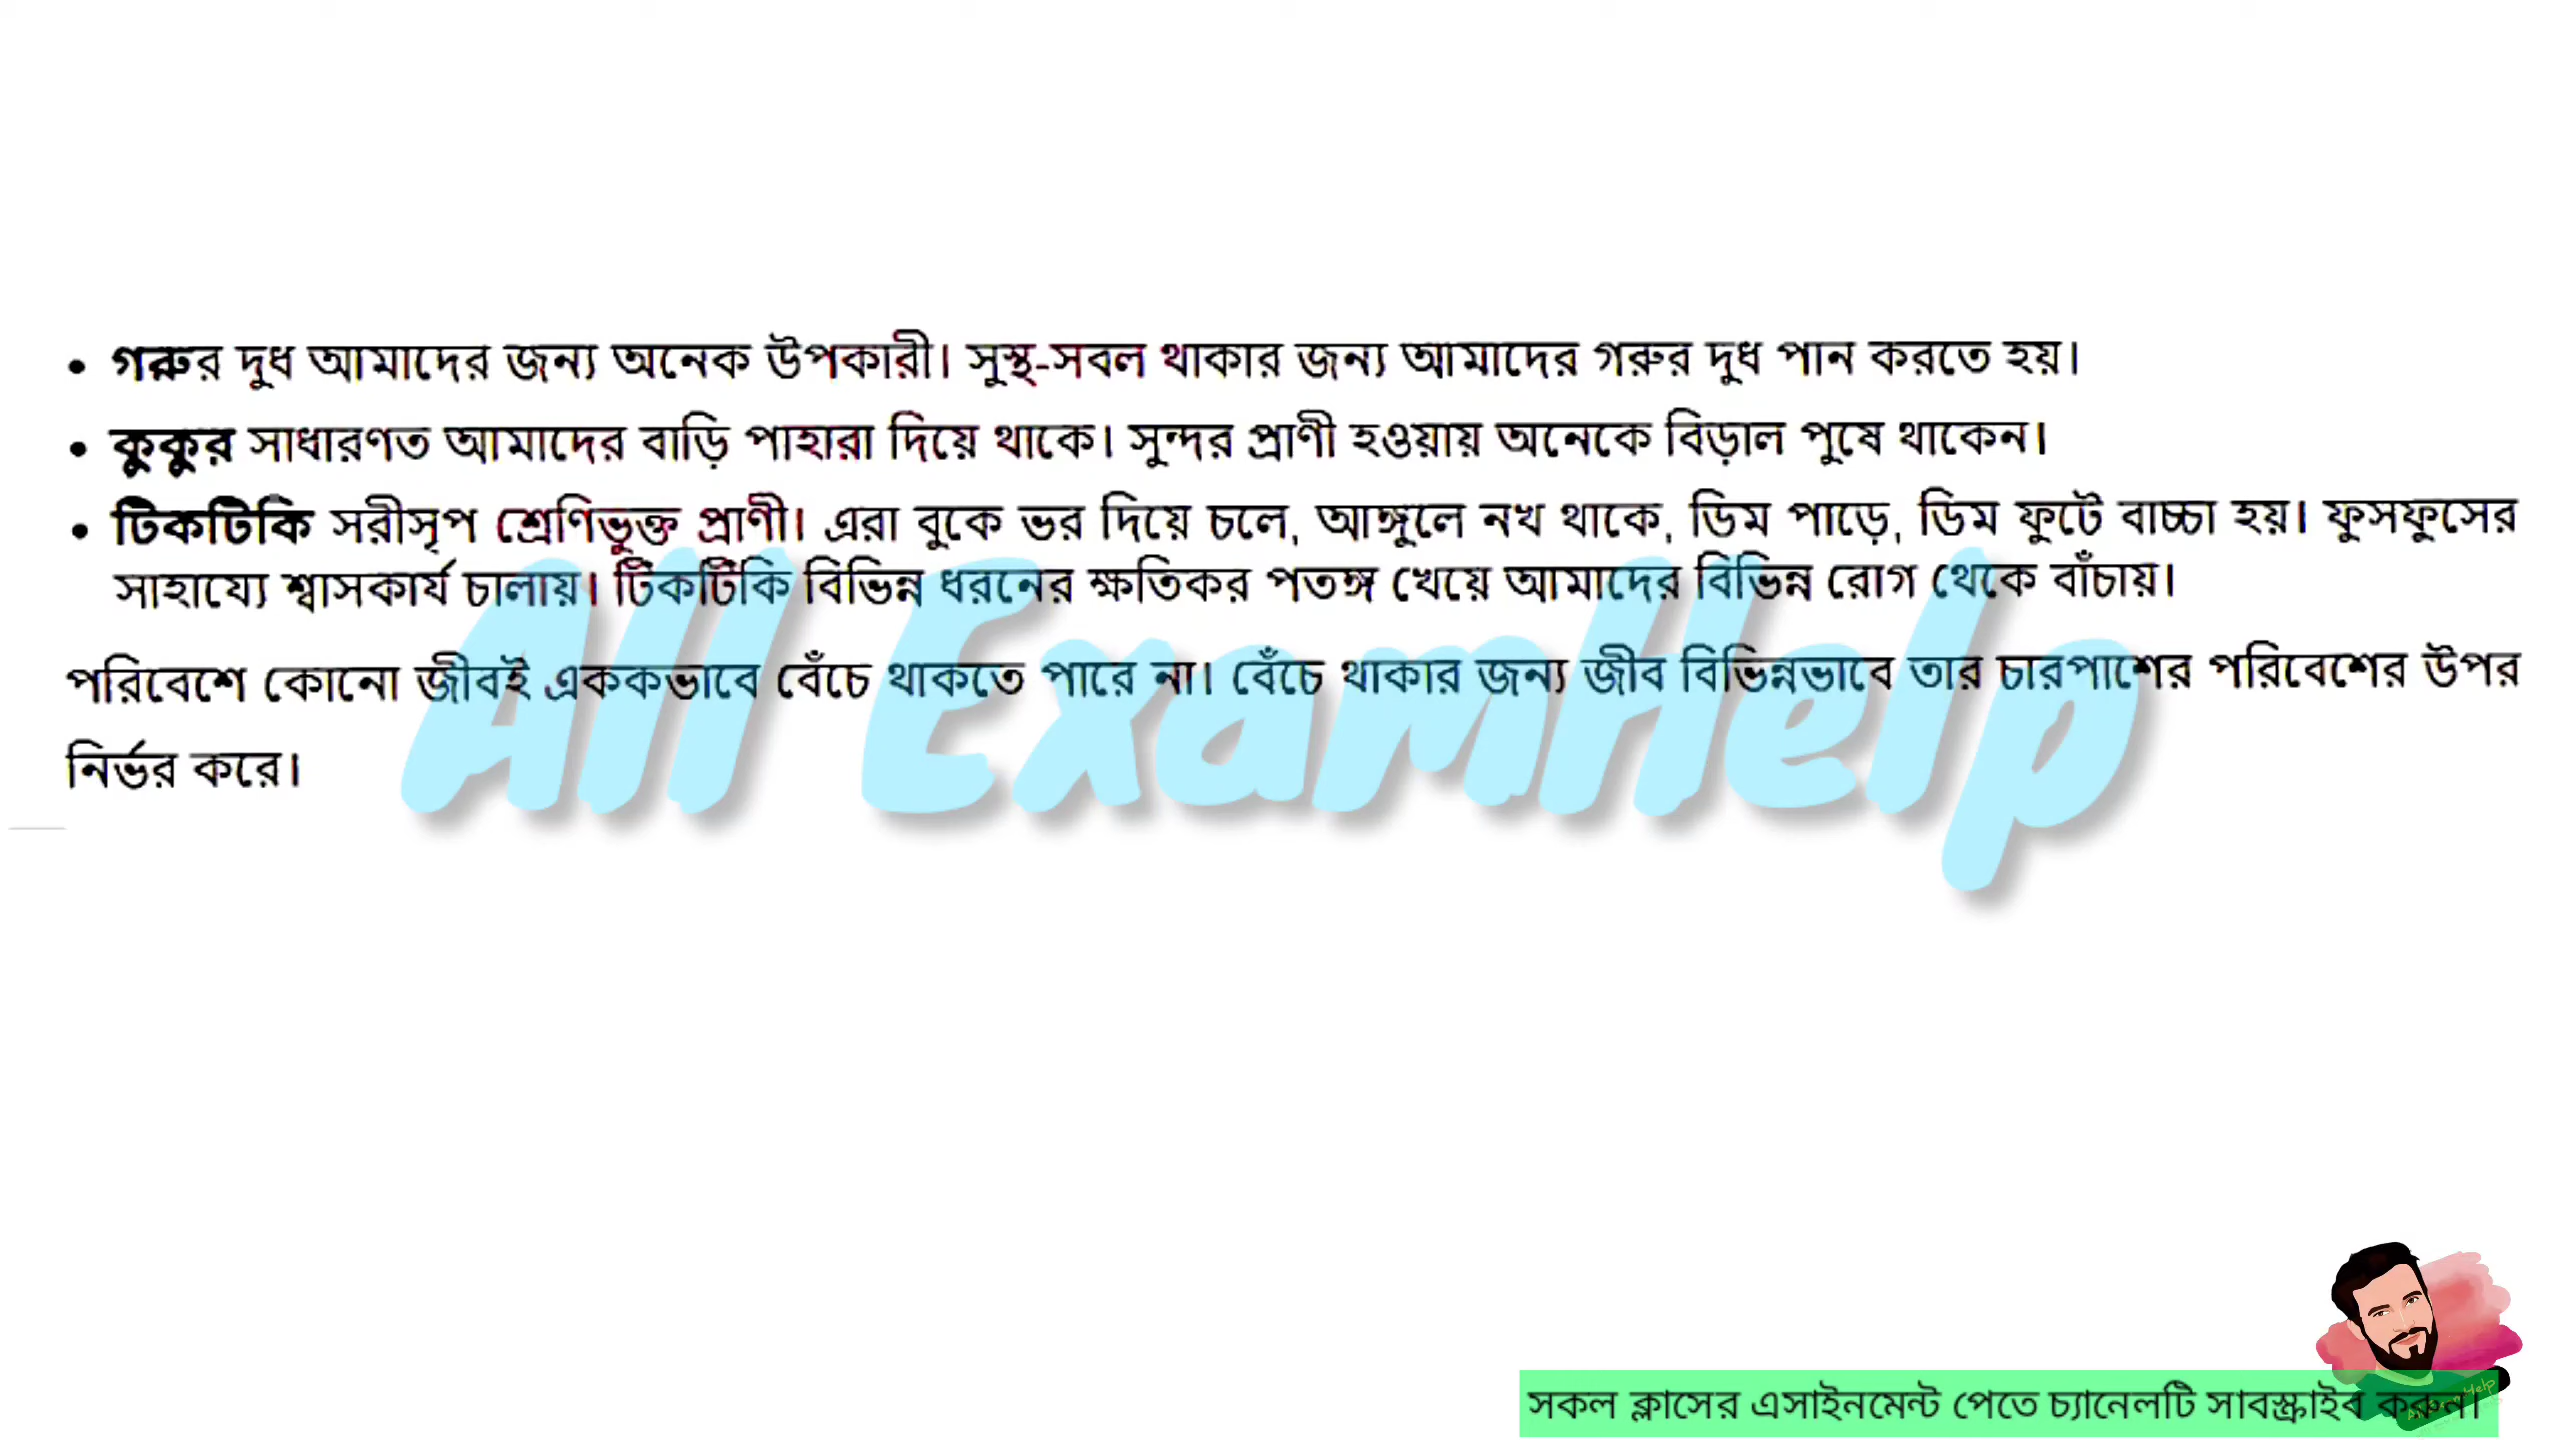 • গরুর দুধ আমাদের জন্য অনেক উপকারী। সুস্থ-সবল থাকার জন্য আমাদের গরুর দুধ পান করতে হয়।
• কুকুর সাধারণত আমাদের বাড়ি পাহারা দিয়ে থাকে। সুন্দর প্রাণী হওয়ায় অনেকে বিড়াল পুষে থাকেন।
• টিকটিকি সরীসৃপ শ্রেণিভুক্ত প্রাণী। এরা বুকে ভর দিয়ে চলে, আঙ্গুলে নখ থাকে, ডিম পাড়ে, ডিম ফুটে বাচ্চা হয়। ফুসফুসের
সাহায্যে শ্বাসকার্য চালায়। টিকটিকি বিভিন্ন ধরনের ক্ষতিকর পতঙ্গ খেয়ে আমাদের বিভিন্ন রোগ থেকে বাঁচায়।
পরিবেশে কোনো জীবই এককভাবে বেঁচে থাকতে পারে না। বেঁচে থাকার জন্য জীব বিভিন্নভাবে তার চারপাশের পরিবেশের উপর
নির্ভর করে।
All ExamHelp
সকল ক্লাসের এসাইনমেন্ট পেতে চ্যানেলটি সাবস্ক্রাইব করুন।